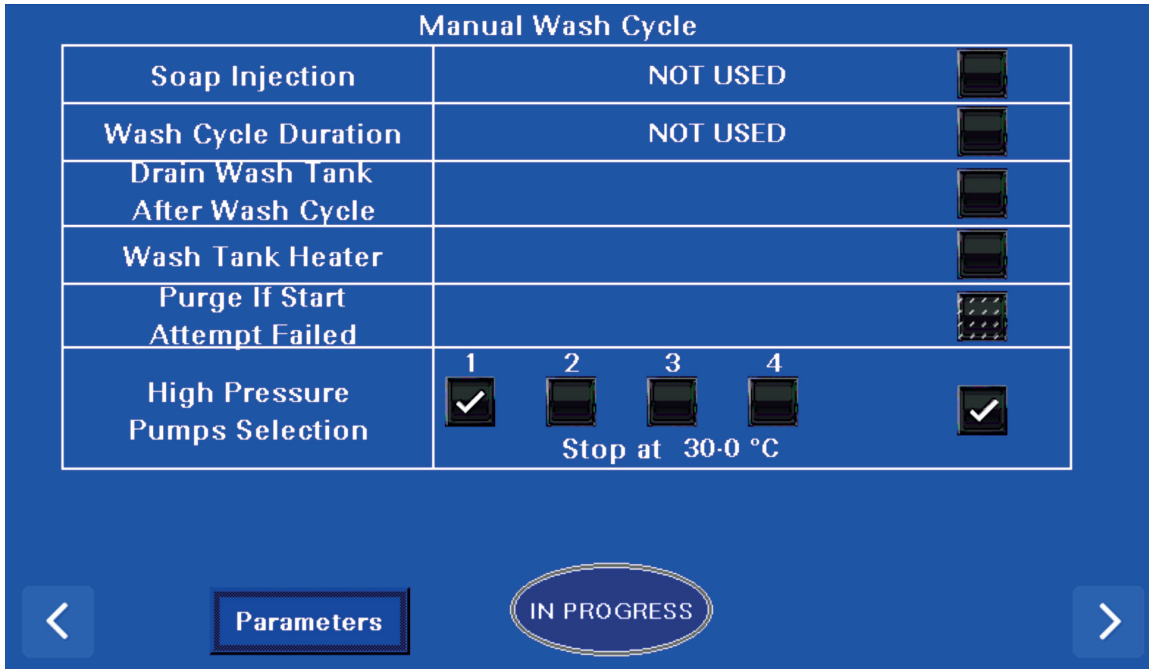 Manual Wash Cycle
Soap Injection NOT USED
Wash Cycle Duration NOT USED
Drain Wash Tank
After Wash Cycle
Wash Tank Heater
Purge If Start
Attempt Failed
High Pressure
Pumps Selection
1 2 3 4
Stop at 30.0 °C
Parameters
IN PROGRESS